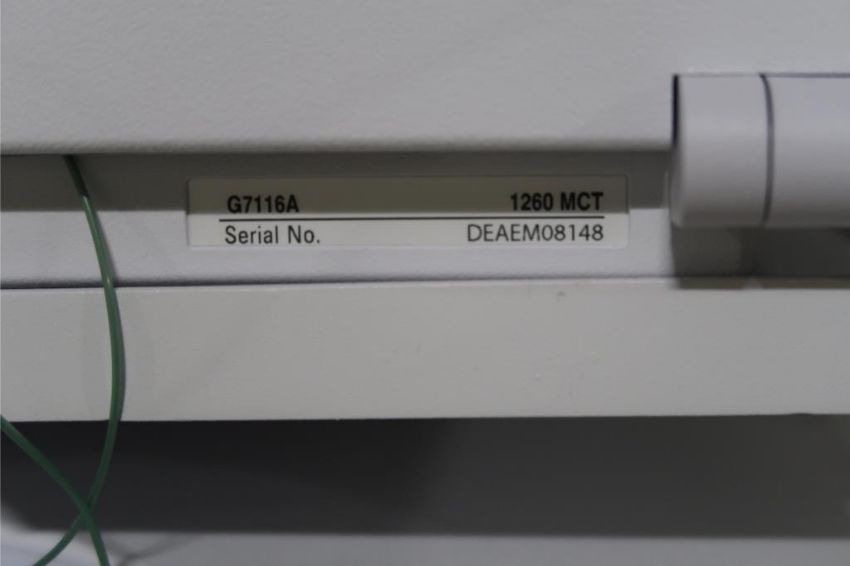 G7116A 1260 MCT
Serial No. DEAEM08148